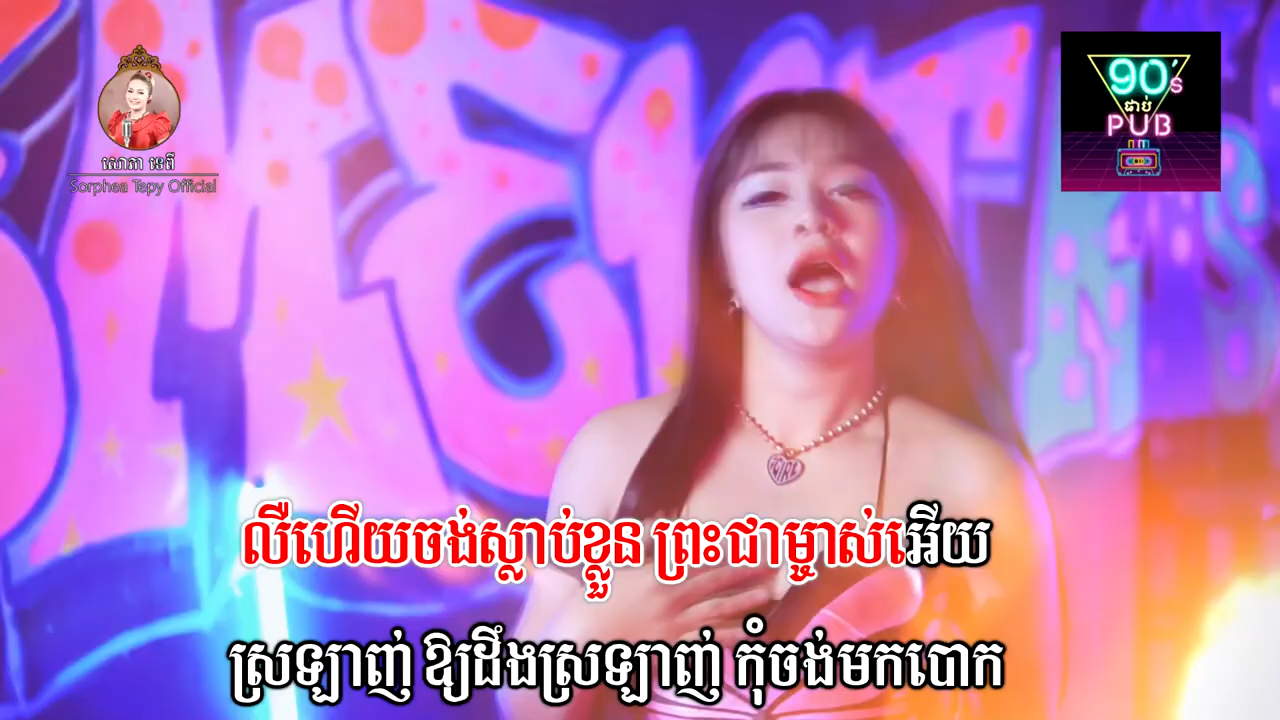 សោភា ទេពី
Sorphea Tepy Official
90's
ជាប់
PUB
GIRL
លឺហើយចង់ស្លាប់ខ្លួន ព្រះជាម្ចាស់អើយ
ស្រឡាញ់ ឱ្យដឹងស្រឡាញ់ កុំចង់មកបោក